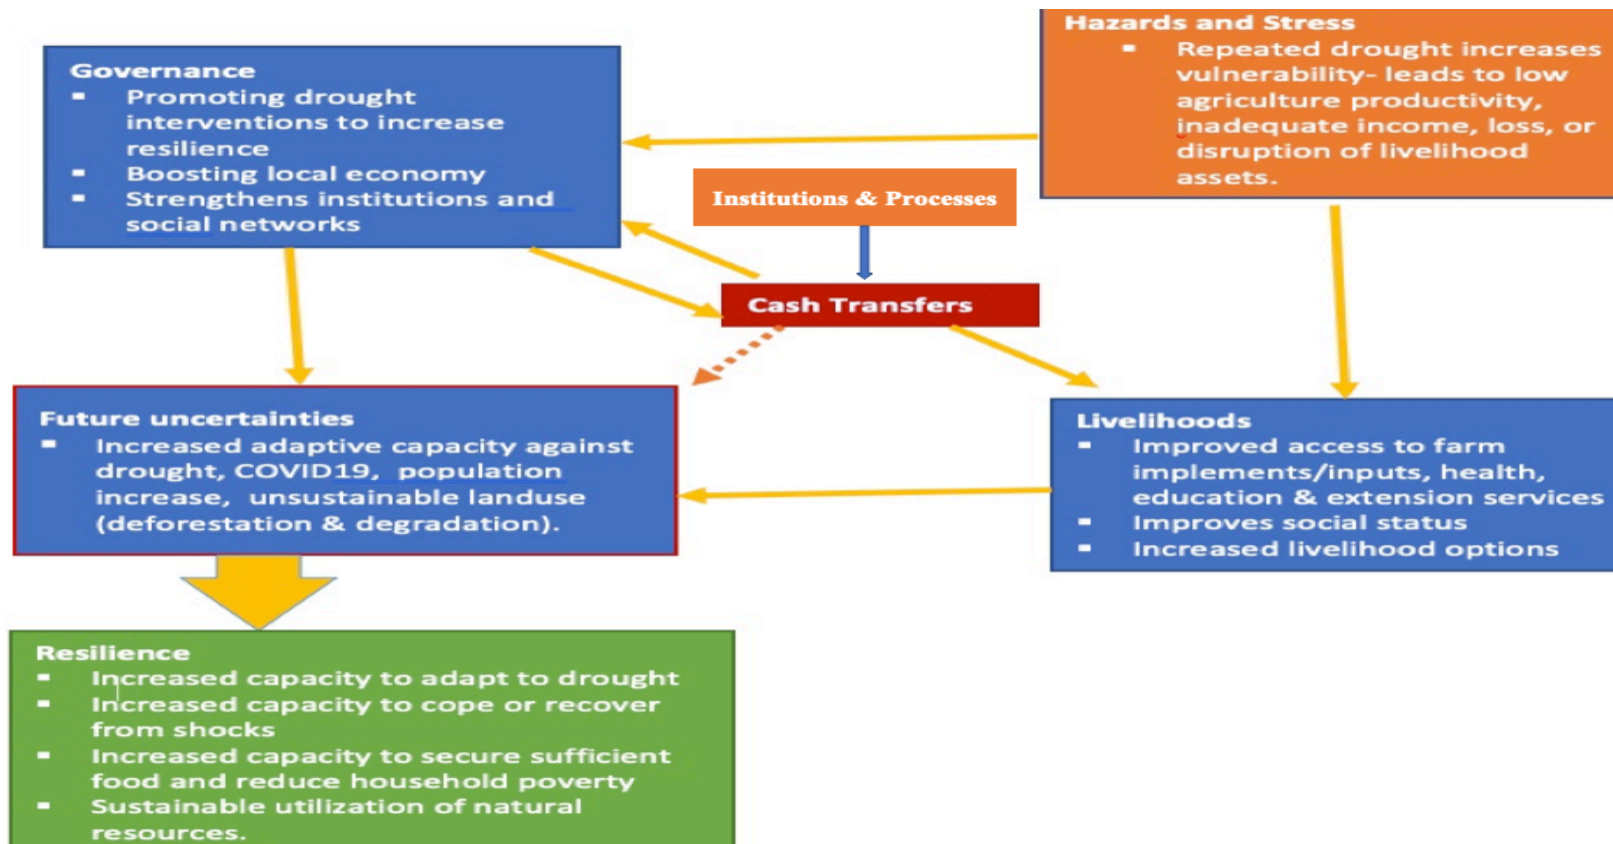 Hazards and Stress
▪ Repeated drought increases
vulnerability- leads to low
agriculture productivity,
inadequate income, loss, or
disruption of livelihood
assets.
Governance
▪ Promoting drought
interventions to increase
resilience
▪ Boosting local economy
▪ Strengthens institutions and
social networks
Institutions & Processes
Cash Transfers
Future uncertainties
▪ Increased adaptive capacity against
drought, COVID19, population
increase, unsustainable landuse
(deforestation & degradation).
Livelihoods
▪ Improved access to farm
implements/inputs, health,
education & extension services
▪ Improves social status
▪ Increased livelihood options
Resilience
▪ Increased capacity to adapt to drought
▪ Increased capacity to cope or recover
from shocks
▪ Increased capacity to secure sufficient
food and reduce household poverty
▪ Sustainable utilization of natural
resources.